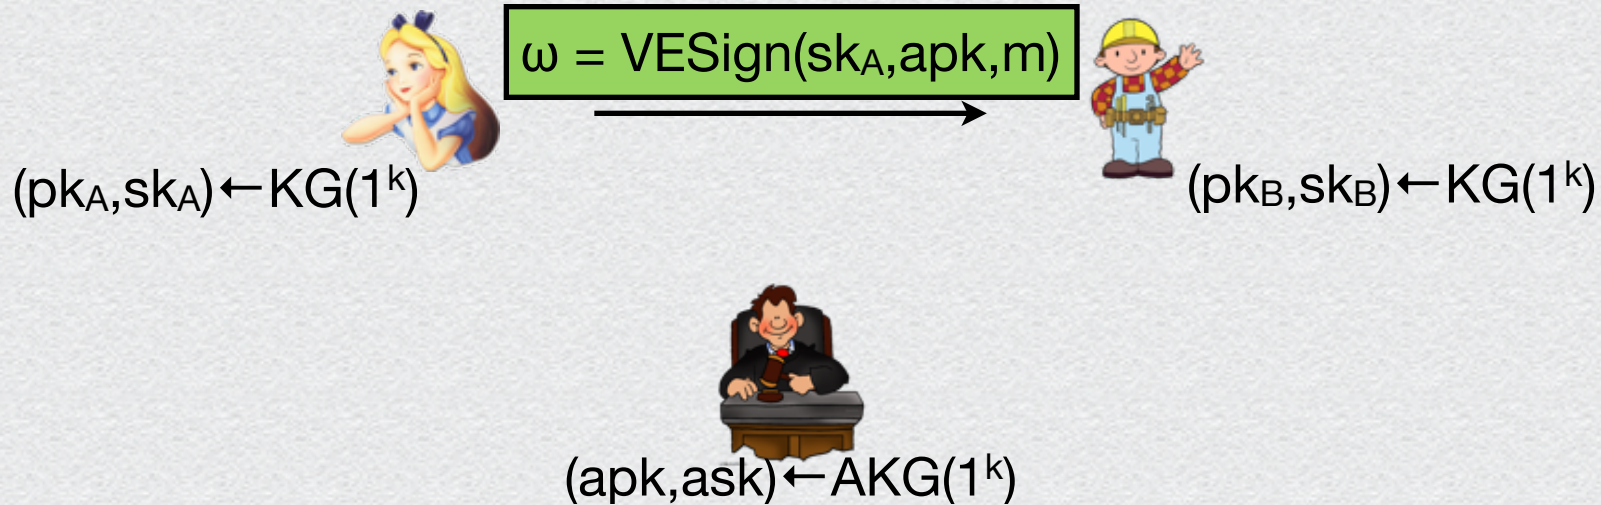 ω = VESign(skA,apk,m)
(pkA,skA)←KG(1k)
(pkB,skB)←KG(1k)
(apk,ask)←AKG(1k)